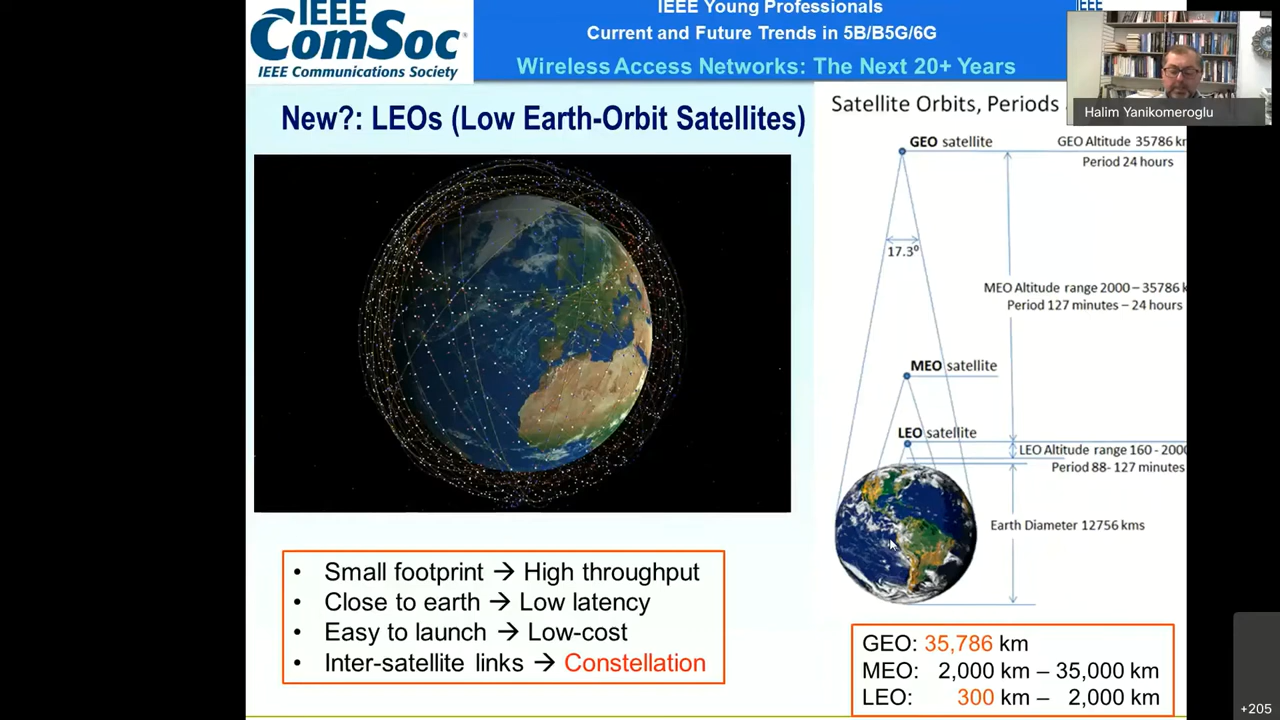 IEEE
ComSoc®
IEEE Communications Society
IEEE Young Professionals
Current and Future Trends in 5B/B5G/6G
Wireless Access Networks: The Next 20+ Years
IEEE
Halim Yanikomeroglu
New?: LEOs (Low Earth-Orbit Satellites)
Satellite Orbits, Periods
GEO satellite
GEO Altitude 35786 km
Period 24 hours
17.3⁰
MEO Altitude range 2000 – 35786 k
Period 127 minutes – 24 hours
MEO satellite
LEO satellite
LEO Altitude range 160 - 2000
Period 88- 127 minutes
Earth Diameter 12756 kms
• Small footprint → High throughput
• Close to earth → Low latency
• Easy to launch → Low-cost
• Inter-satellite links → Constellation
GEO: 35,786 km
MEO: 2,000 km – 35,000 km
LEO: 300 km – 2,000 km
+205